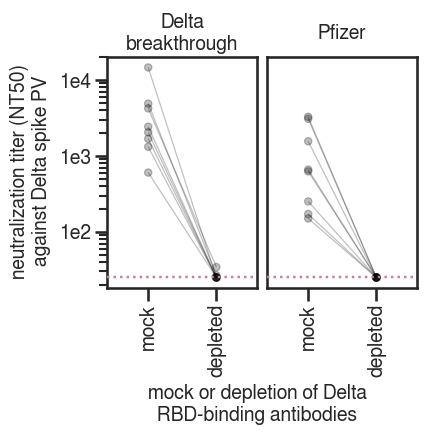 Delta
breakthrough
Pfizer
neutralization titer (NT50)
against Delta spike PV
1e4
1e3
1e2
mock
depleted
mock
depleted
mock or depletion of Delta
RBD-binding antibodies